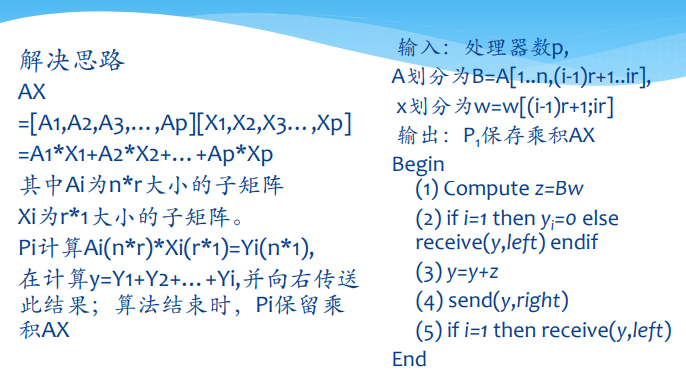 解决思路
AX
=[A1,A2,A3,…,Ap][X1,X2,X3…,Xp]
=A1*X1+A2*X2+…+Ap*Xp
其中Ai为n*r大小的子矩阵
Xi为r*1大小的子矩阵。
Pi计算Ai(n*r)*Xi(r*1)=Yi(n*1),
在计算y=Y1+Y2+…+Yi,并向右传送
此结果；算法结束时，Pi保留乘
积AX
输入：处理器数p,
A划分为B=A[1..n,(i-1)r+1..ir],
x划分为w=w[(i-1)r+1;ir]
输出：P₁保存乘积AX
Begin
(1) Compute z=Bw
(2) if i=1 then yᵢ=0 else
receive(y,left) endif
(3) y=y+z
(4) send(y,right)
(5) if i=1 then receive(y,left)
End